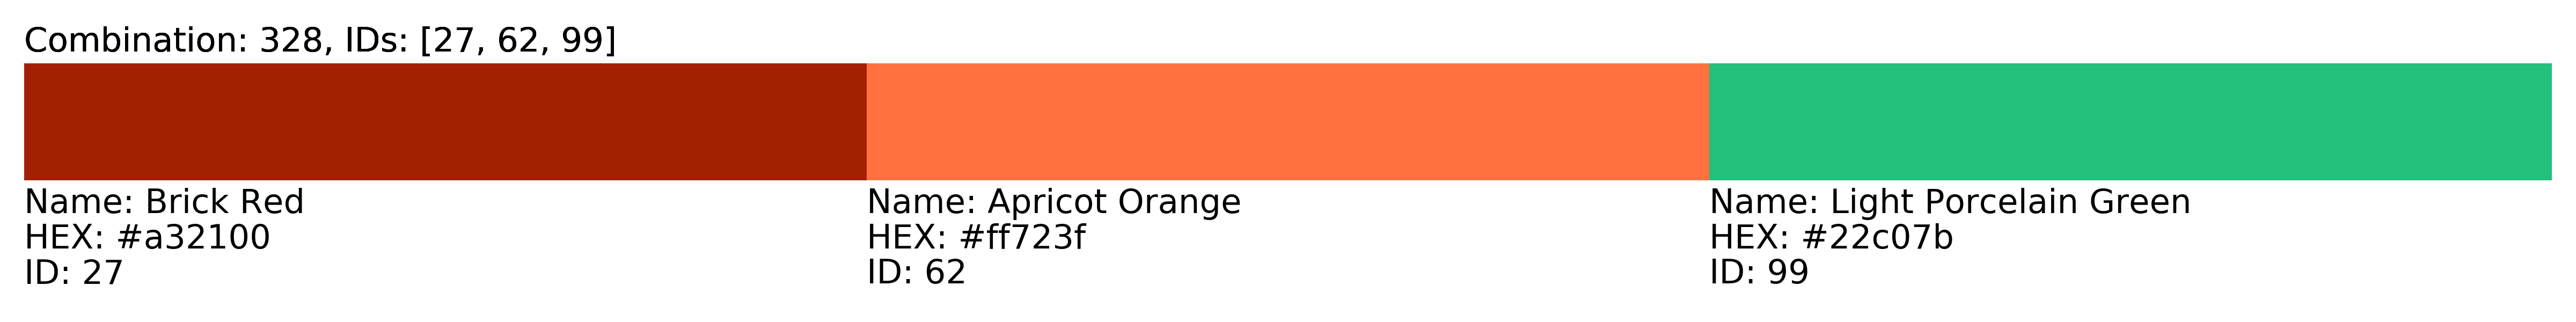 Combination: 328, IDs: [27, 62, 99]
Name: Brick Red
HEX: #a32100
ID: 27
Name: Apricot Orange
HEX: #ff723f
ID: 62
Name: Light Porcelain Green
HEX: #22c07b
ID: 99